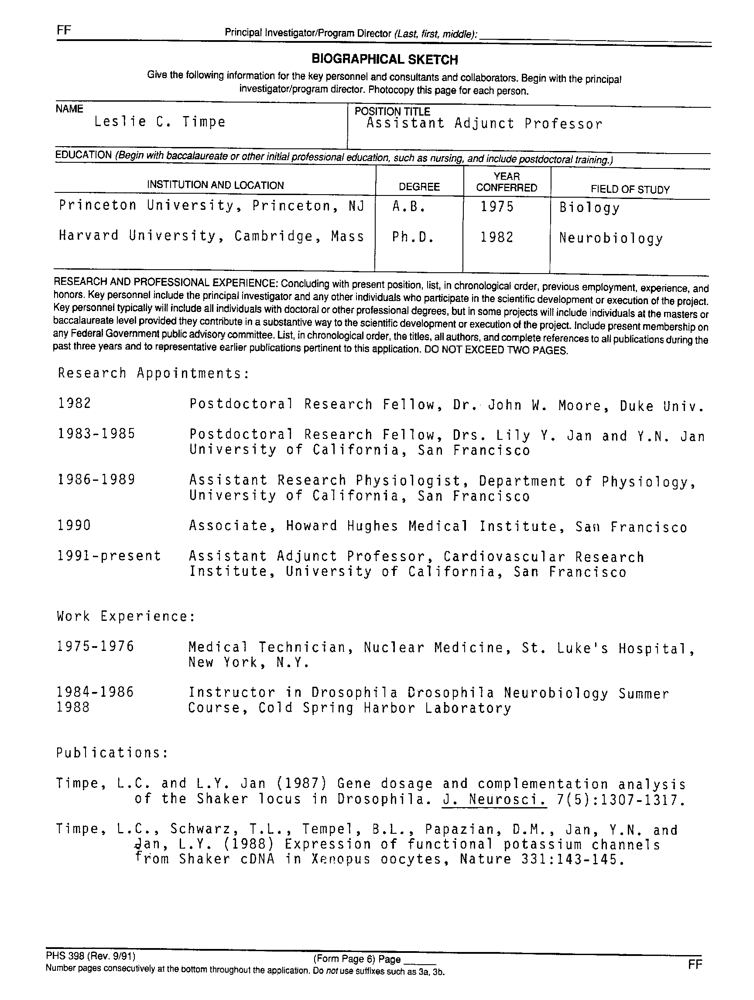 FF
Principal Investigator/Program Director (Last, first, middle):
BIOGRAPHICAL SKETCH
Give the following information for the key personnel and consultants and collaborators. Begin with the principal
investigator/program director. Photocopy this page for each person.
NAME
Leslie C. Timpe
POSITION TITLE
Assistant Adjunct Professor
EDUCATION (Begin with baccalaureate or other initial professional education, such as nursing, and include postdoctoral training.)
INSTITUTION AND LOCATION DEGREE YEAR CONFERRED FIELD OF STUDY
Princeton University, Princeton, NJ A.B. 1975 Biology
Harvard University, Cambridge, Mass Ph.D. 1982 Neurobiology
RESEARCH AND PROFESSIONAL EXPERIENCE: Concluding with present position, list, in chronological order, previous employment, experience, and
honors. Key personnel include the principal investigator and any other individuals who participate in the scientific development or execution of the project.
Key personnel typically will include all individuals with doctoral or other professional degrees, but in some projects will include individuals at the masters or
baccalaureate level provided they contribute in a substantive way to the scientific development or execution of the project. Include present membership on
any Federal Government public advisory committee. List, in chronological order, the titles, all authors, and complete references to all publications during the
past three years and to representative earlier publications pertinent to this application. DO NOT EXCEED TWO PAGES.
Research Appointments:
1982 Postdoctoral Research Fellow, Dr. John W. Moore, Duke Univ.
1983-1985 Postdoctoral Research Fellow, Drs. Lily Y. Jan and Y.N. Jan
University of California, San Francisco
1986-1989 Assistant Research Physiologist, Department of Physiology,
University of California, San Francisco
1990 Associate, Howard Hughes Medical Institute, San Francisco
1991-present Assistant Adjunct Professor, Cardiovascular Research
Institute, University of California, San Francisco
Work Experience:
1975-1976 Medical Technician, Nuclear Medicine, St. Luke's Hospital,
New York, N.Y.
1984-1986 Instructor in Drosophila Drosophila Neurobiology Summer
1988 Course, Cold Spring Harbor Laboratory
Publications:
Timpe, L.C. and L.Y. Jan (1987) Gene dosage and complementation analysis
of the Shaker locus in Drosophila. J. Neurosci. 7(5):1307-1317.
Timpe, L.C., Schwarz, T.L., Tempel, B.L., Papazian, D.M., Jan, Y.N. and
Jan, L.Y. (1988) Expression of functional potassium channels
from Shaker cDNA in Xenopus oocytes, Nature 331:143-145.
PHS 398 (Rev. 9/91) (Form Page 6) Page
Number pages consecutively at the bottom throughout the application. Do not use suffixes such as 3a, 3b.
FF